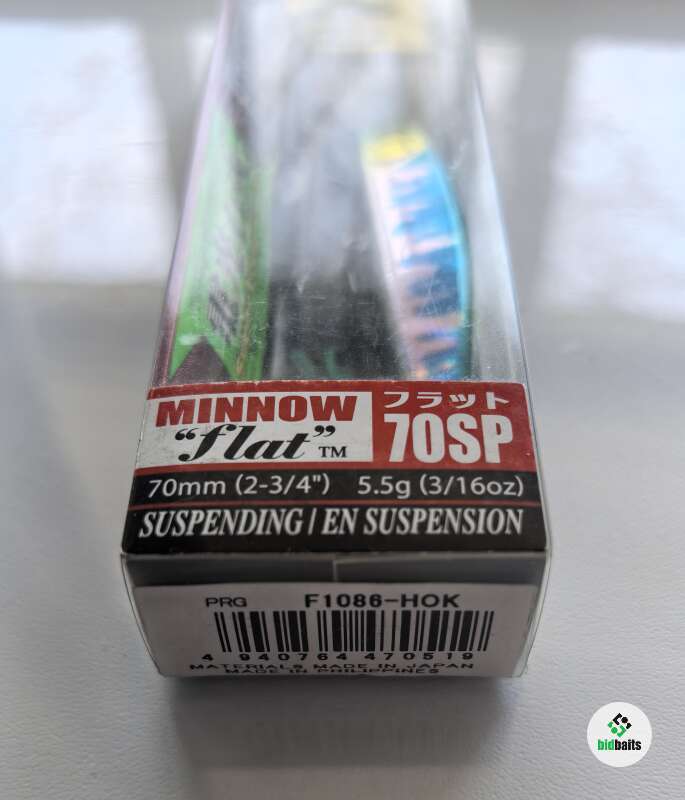 MINNOW フラット
"flat"™ 70SP
70mm (2-3/4") 5.5g (3/16oz)
SUSPENDING / EN SUSPENSION
PRG F1086-HOK
4 940764 470519
MATERIALS MADE IN JAPAN
MADE IN PHILIPPINES
bidbaits